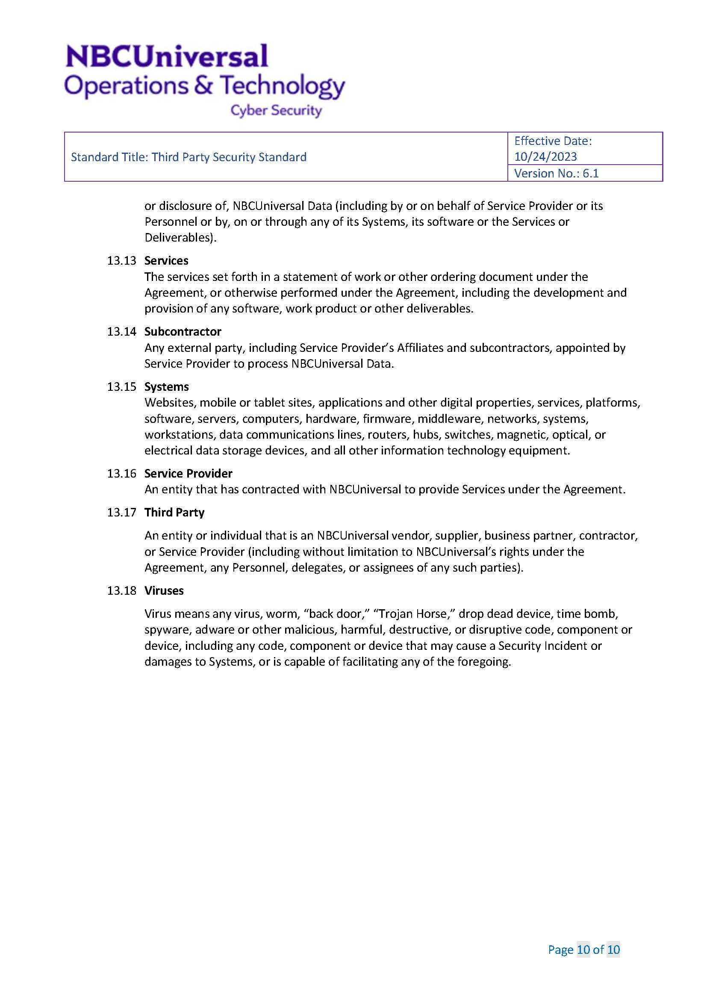 NBCUniversal
Operations & Technology
Cyber Security
Standard Title: Third Party Security Standard
Effective Date:
10/24/2023
Version No.: 6.1
or disclosure of, NBCUniversal Data (including by or on behalf of Service Provider or its
Personnel or by, on or through any of its Systems, its software or the Services or
Deliverables).
13.13 Services
The services set forth in a statement of work or other ordering document under the
Agreement, or otherwise performed under the Agreement, including the development and
provision of any software, work product or other deliverables.
13.14 Subcontractor
Any external party, including Service Provider’s Affiliates and subcontractors, appointed by
Service Provider to process NBCUniversal Data.
13.15 Systems
Websites, mobile or tablet sites, applications and other digital properties, services, platforms,
software, servers, computers, hardware, firmware, middleware, networks, systems,
workstations, data communications lines, routers, hubs, switches, magnetic, optical, or
electrical data storage devices, and all other information technology equipment.
13.16 Service Provider
An entity that has contracted with NBCUniversal to provide Services under the Agreement.
13.17 Third Party
An entity or individual that is an NBCUniversal vendor, supplier, business partner, contractor,
or Service Provider (including without limitation to NBCUniversal’s rights under the
Agreement, any Personnel, delegates, or assignees of any such parties).
13.18 Viruses
Virus means any virus, worm, “back door,” “Trojan Horse,” drop dead device, time bomb,
spyware, adware or other malicious, harmful, destructive, or disruptive code, component or
device, including any code, component or device that may cause a Security Incident or
damages to Systems, or is capable of facilitating any of the foregoing.
Page 10 of 10